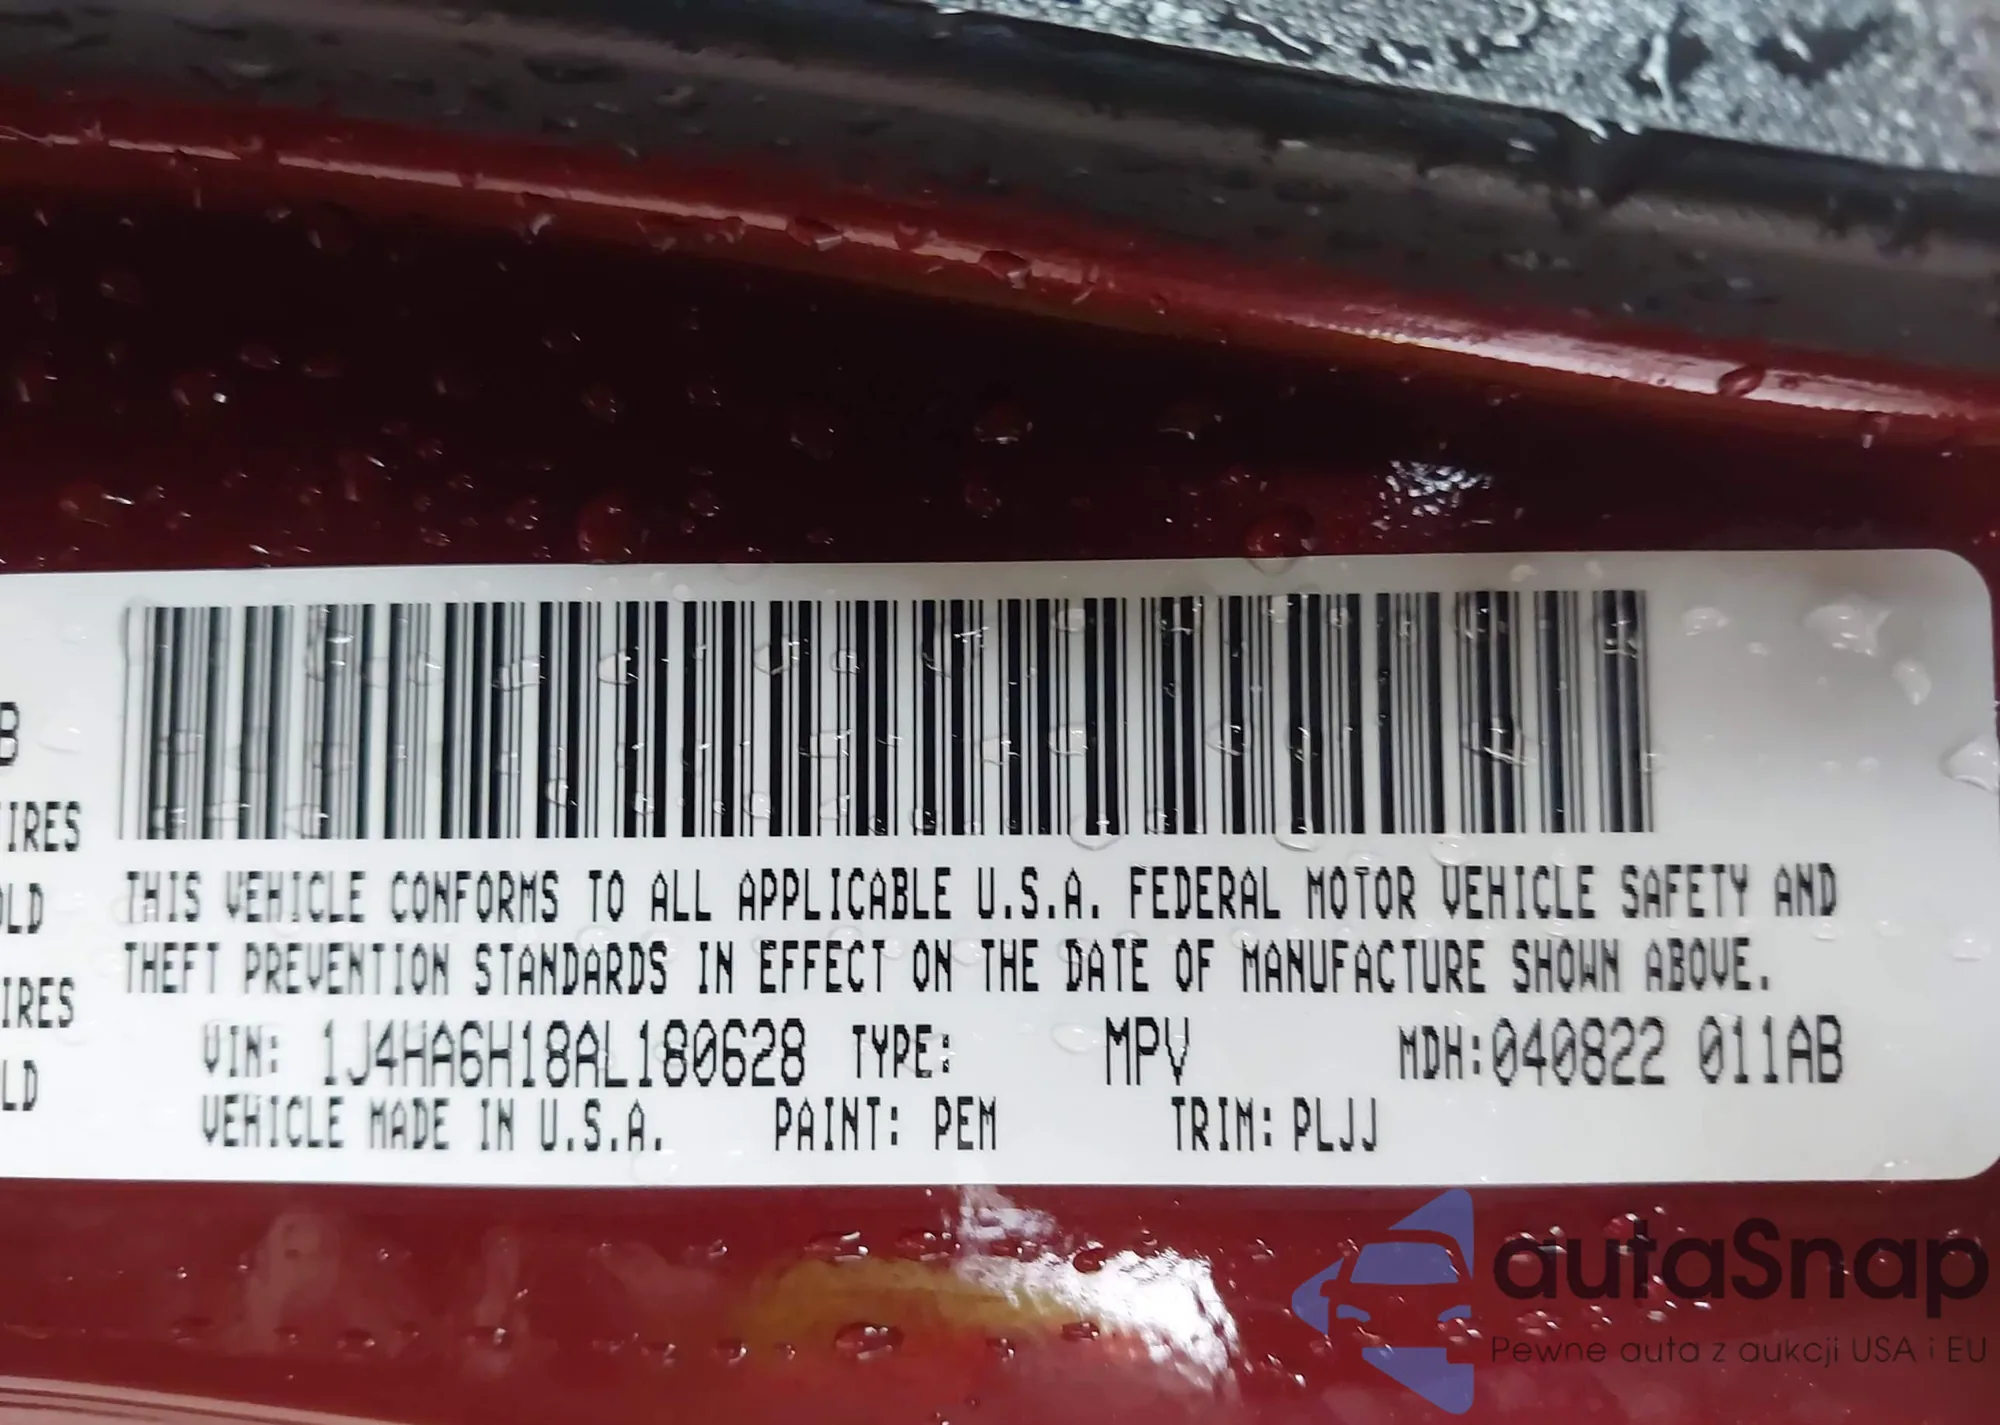 B
IRES
OLD
IRES
LD
THIS VEHICLE CONFORMS TO ALL APPLICABLE U.S.A. FEDERAL MOTOR VEHICLE SAFETY AND
THEFT PREVENTION STANDARDS IN EFFECT ON THE DATE OF MANUFACTURE SHOWN ABOVE.
VIN: 1J4HA6H18AL180628 TYPE: MPV MDH:040822 011AB
VEHICLE MADE IN U.S.A. PAINT: PEM TRIM: PLJJ
autaSnap
Pewne auta z aukcji USA i EU